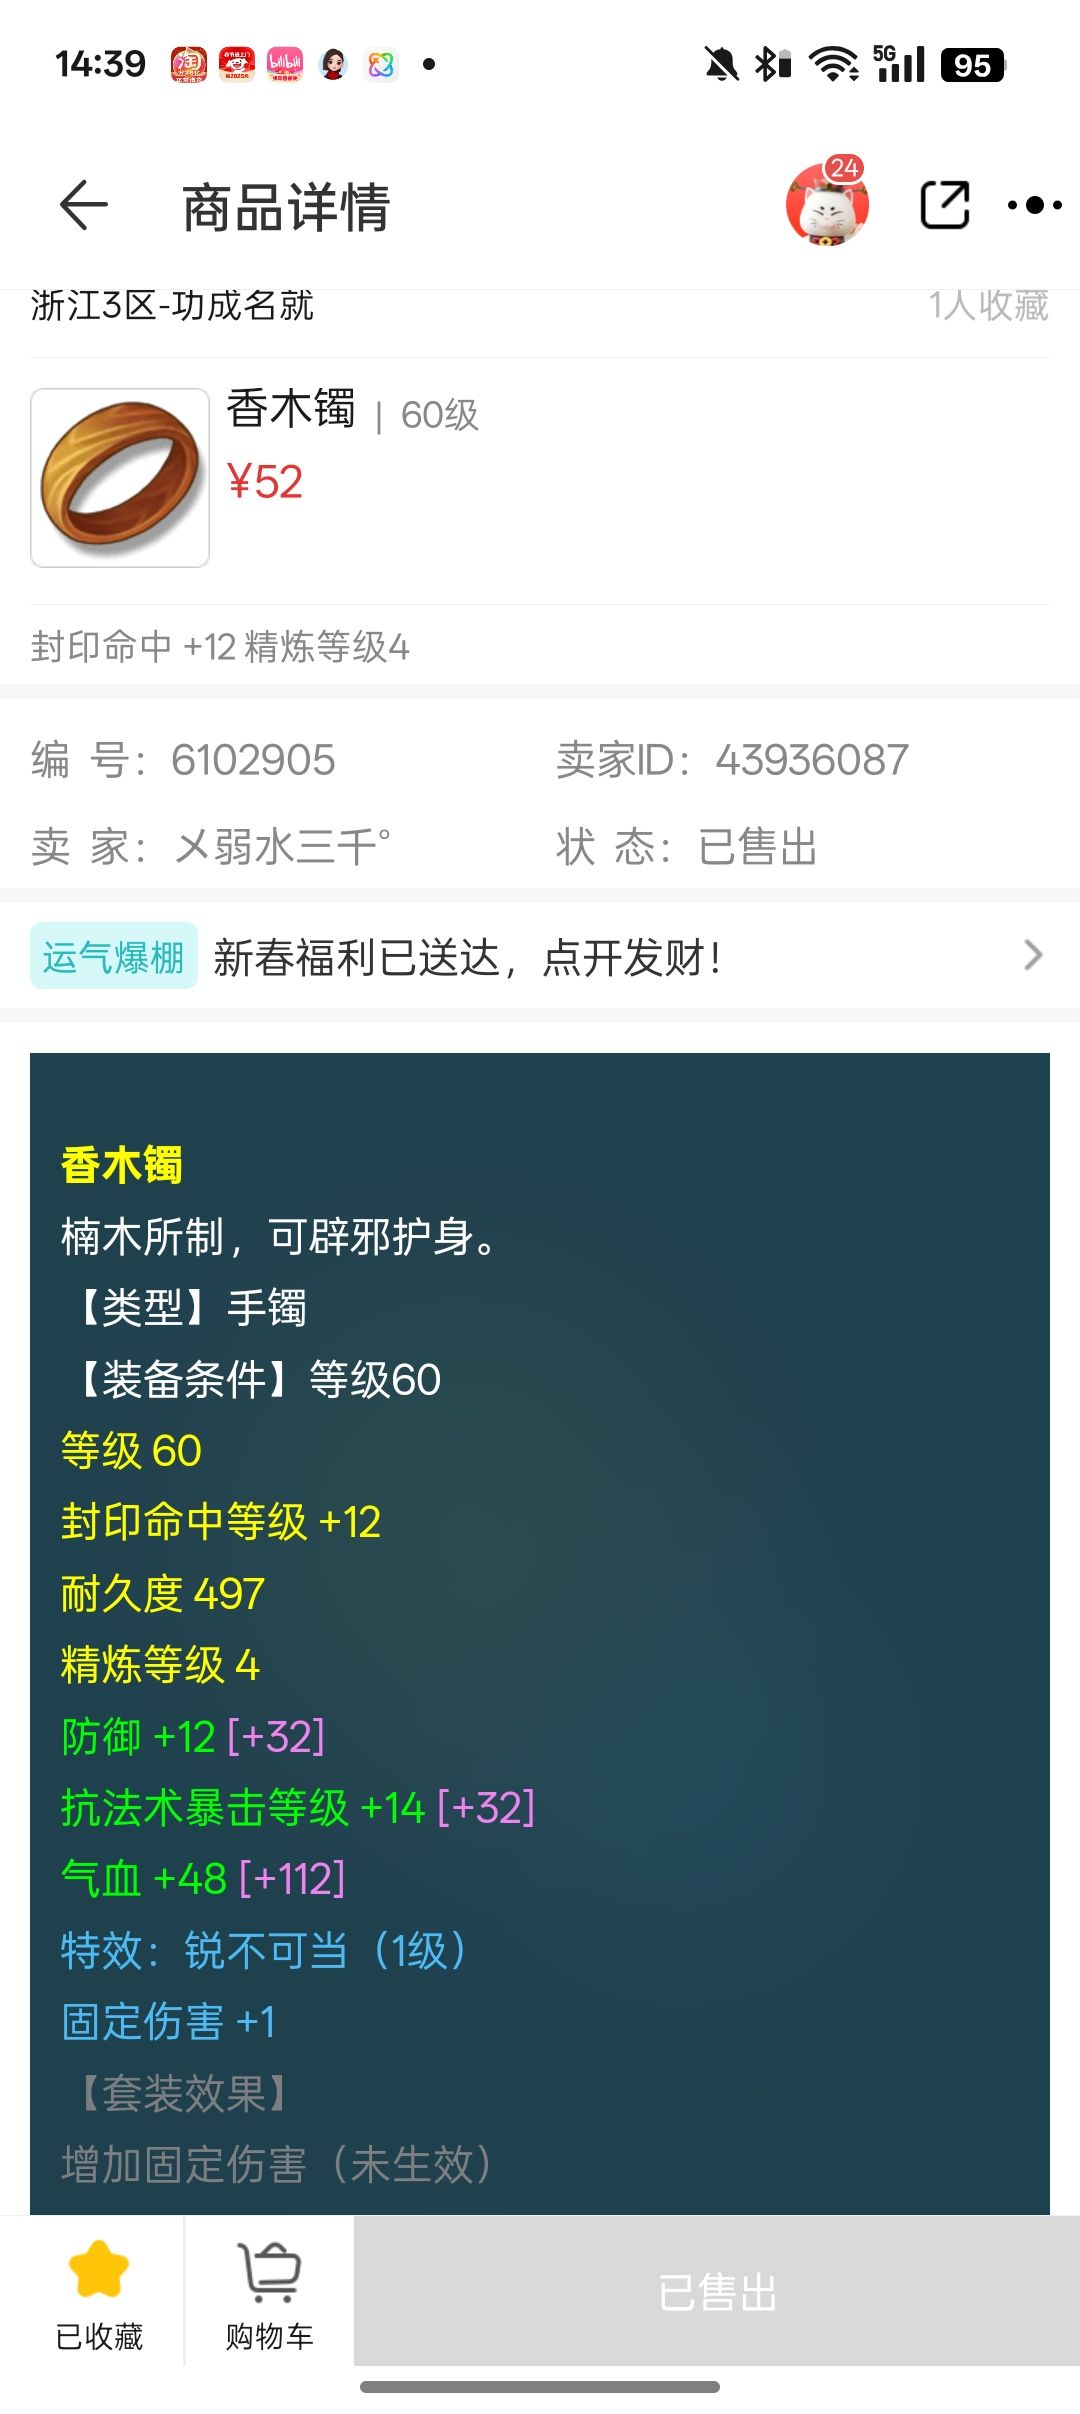 14:39
5G
95
商品详情
24
浙江3区-功成名就
1人收藏
香木镯 | 60级
¥52
封印命中 +12 精炼等级4
编 号：6102905
卖家ID：43936087
卖 家：メ弱水三千°
状 态：已售出
运气爆棚 新春福利已送达，点开发财！
香木镯
楠木所制，可辟邪护身。
【类型】手镯
【装备条件】等级60
等级 60
封印命中等级 +12
耐久度 497
精炼等级 4
防御 +12 [+32]
抗法术暴击等级 +14 [+32]
气血 +48 [+112]
特效：锐不可当（1级）
固定伤害 +1
【套装效果】
增加固定伤害（未生效）
已收藏
购物车
已售出